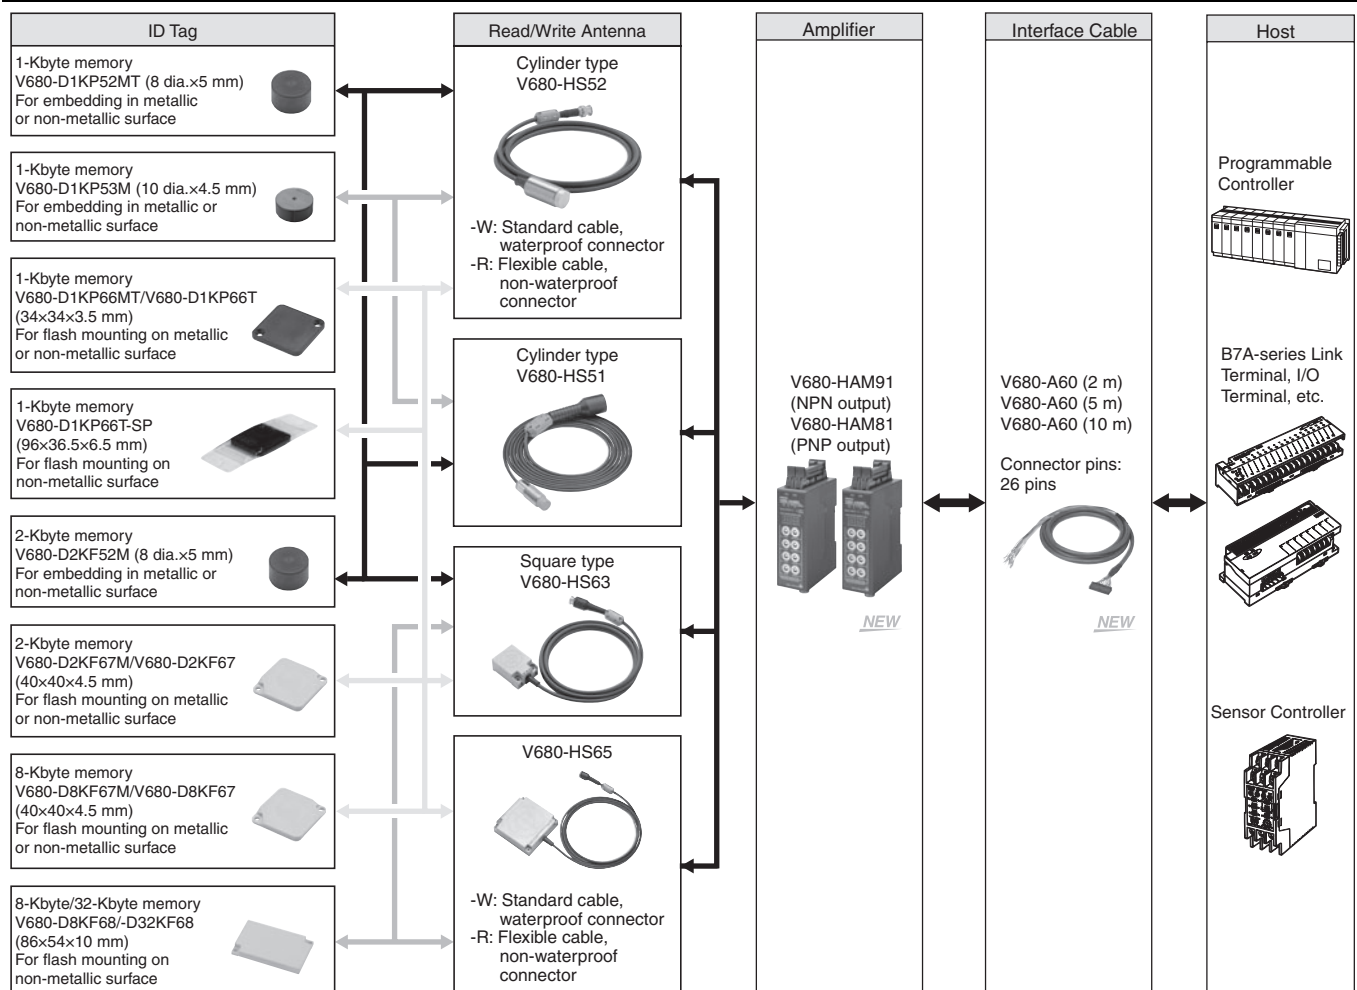 ID Tag
1-Kbyte memory
V680-D1KP52MT (8 dia.×5 mm)
For embedding in metallic
or non-metallic surface
1-Kbyte memory
V680-D1KP53M (10 dia.×4.5 mm)
For embedding in metallic or
non-metallic surface
1-Kbyte memory
V680-D1KP66MT/V680-D1KP66T
(34×34×3.5 mm)
For flash mounting on metallic
or non-metallic surface
1-Kbyte memory
V680-D1KP66T-SP
(96×36.5×6.5 mm)
For flash mounting on
non-metallic surface
2-Kbyte memory
V680-D2KF52M (8 dia.×5 mm)
For embedding in metallic or
non-metallic surface
2-Kbyte memory
V680-D2KF67M/V680-D2KF67
(40×40×4.5 mm)
For flash mounting on metallic
or non-metallic surface
8-Kbyte memory
V680-D8KF67M/V680-D8KF67
(40×40×4.5 mm)
For flash mounting on metallic
or non-metallic surface
8-Kbyte/32-Kbyte memory
V680-D8KF68/-D32KF68
(86×54×10 mm)
For flash mounting on
non-metallic surface
Read/Write Antenna
Cylinder type
V680-HS52
-W: Standard cable,
waterproof connector
-R: Flexible cable,
non-waterproof
connector
Cylinder type
V680-HS51
Square type
V680-HS63
V680-HS65
-W: Standard cable,
waterproof connector
-R: Flexible cable,
non-waterproof
connector
Amplifier
V680-HAM91
(NPN output)
V680-HAM81
(PNP output)
NEW
Interface Cable
V680-A60 (2 m)
V680-A60 (5 m)
V680-A60 (10 m)
Connector pins:
26 pins
NEW
Host
Programmable
Controller
B7A-series Link
Terminal, I/O
Terminal, etc.
Sensor Controller